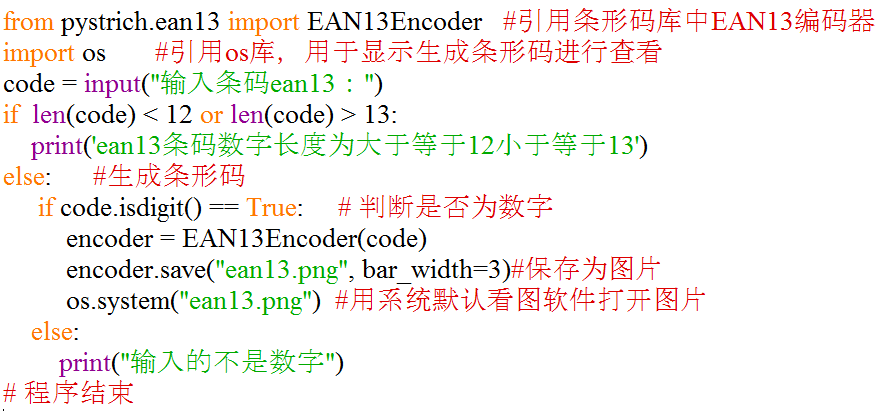 from pystrich.ean13 import EAN13Encoder   #引用条形码库中EAN13编码器
import os       #引用os库，用于显示生成条形码进行查看
code = input("输入条码ean13：")
if  len(code) < 12 or len(code) > 13:
    print('ean13条码数字长度为大于等于12小于等于13')
else:      #生成条形码
     if code.isdigit() == True:     # 判断是否为数字
         encoder = EAN13Encoder(code)
         encoder.save("ean13.png", bar_width=3)#保存为图片
         os.system("ean13.png")  #用系统默认看图软件打开图片
    else:
        print("输入的不是数字")
# 程序结束